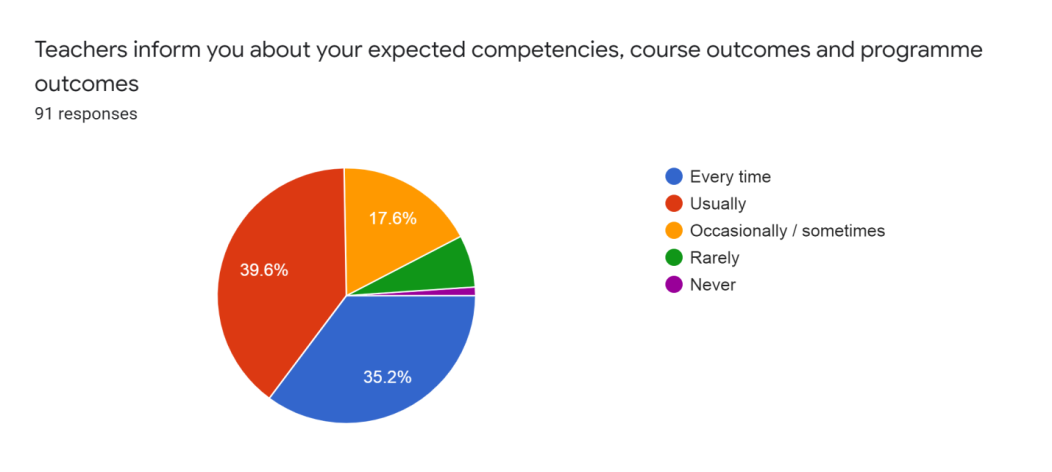 Teachers inform you about your expected competencies, course outcomes and programme
outcomes
91 responses
17.6%
39.6%
35.2%
Every time
Usually
Occasionally / sometimes
Rarely
Never